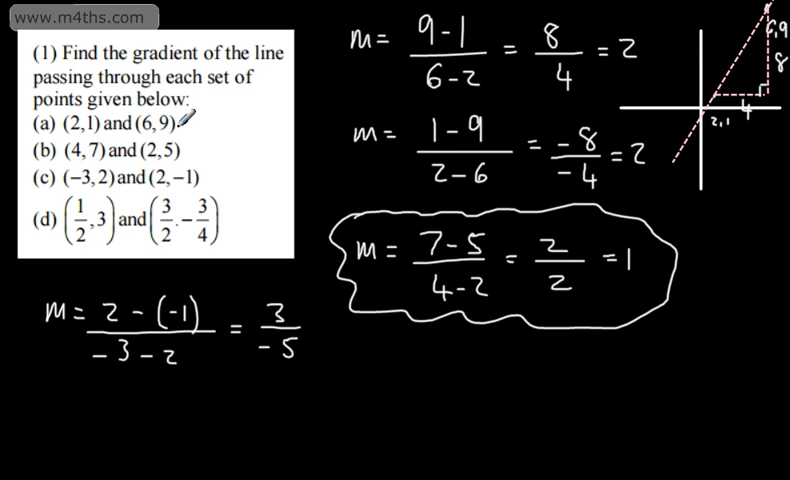 www.m4ths.com
(1) Find the gradient of the line
passing through each set of
points given below:
(a) (2,1) and (6,9)
(b) (4,7) and (2,5)
(c) (−3,2) and (2,−1)
(d) (1/2, 3) and (3/2, −3/4)
m = 9-1 / 6-2 = 8/4 = 2
m = 1-9 / 2-6 = -8/-4 = 2
m = 7-5 / 4-2 = 2/2 = 1
m = 2-(-1) / -3-2 = 3/-5
6,9
8
4
2,1